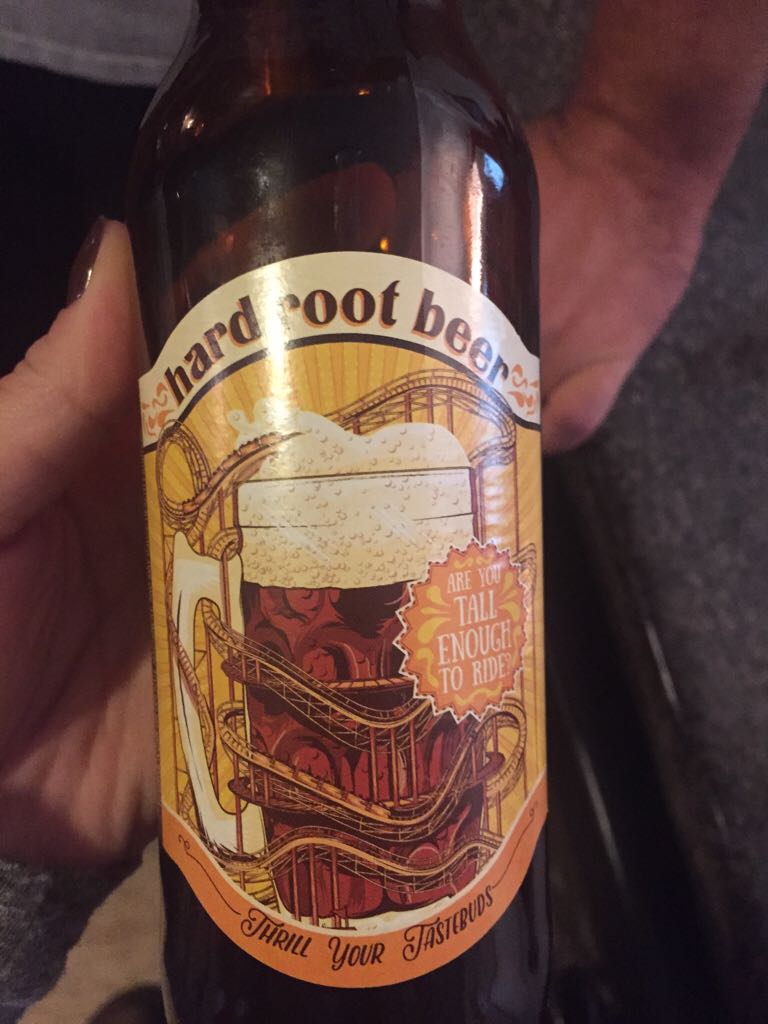 hard root beer
ARE YOU
TALL
ENOUGH
TO RIDE?
THRILL YOUR TASTEBUDS